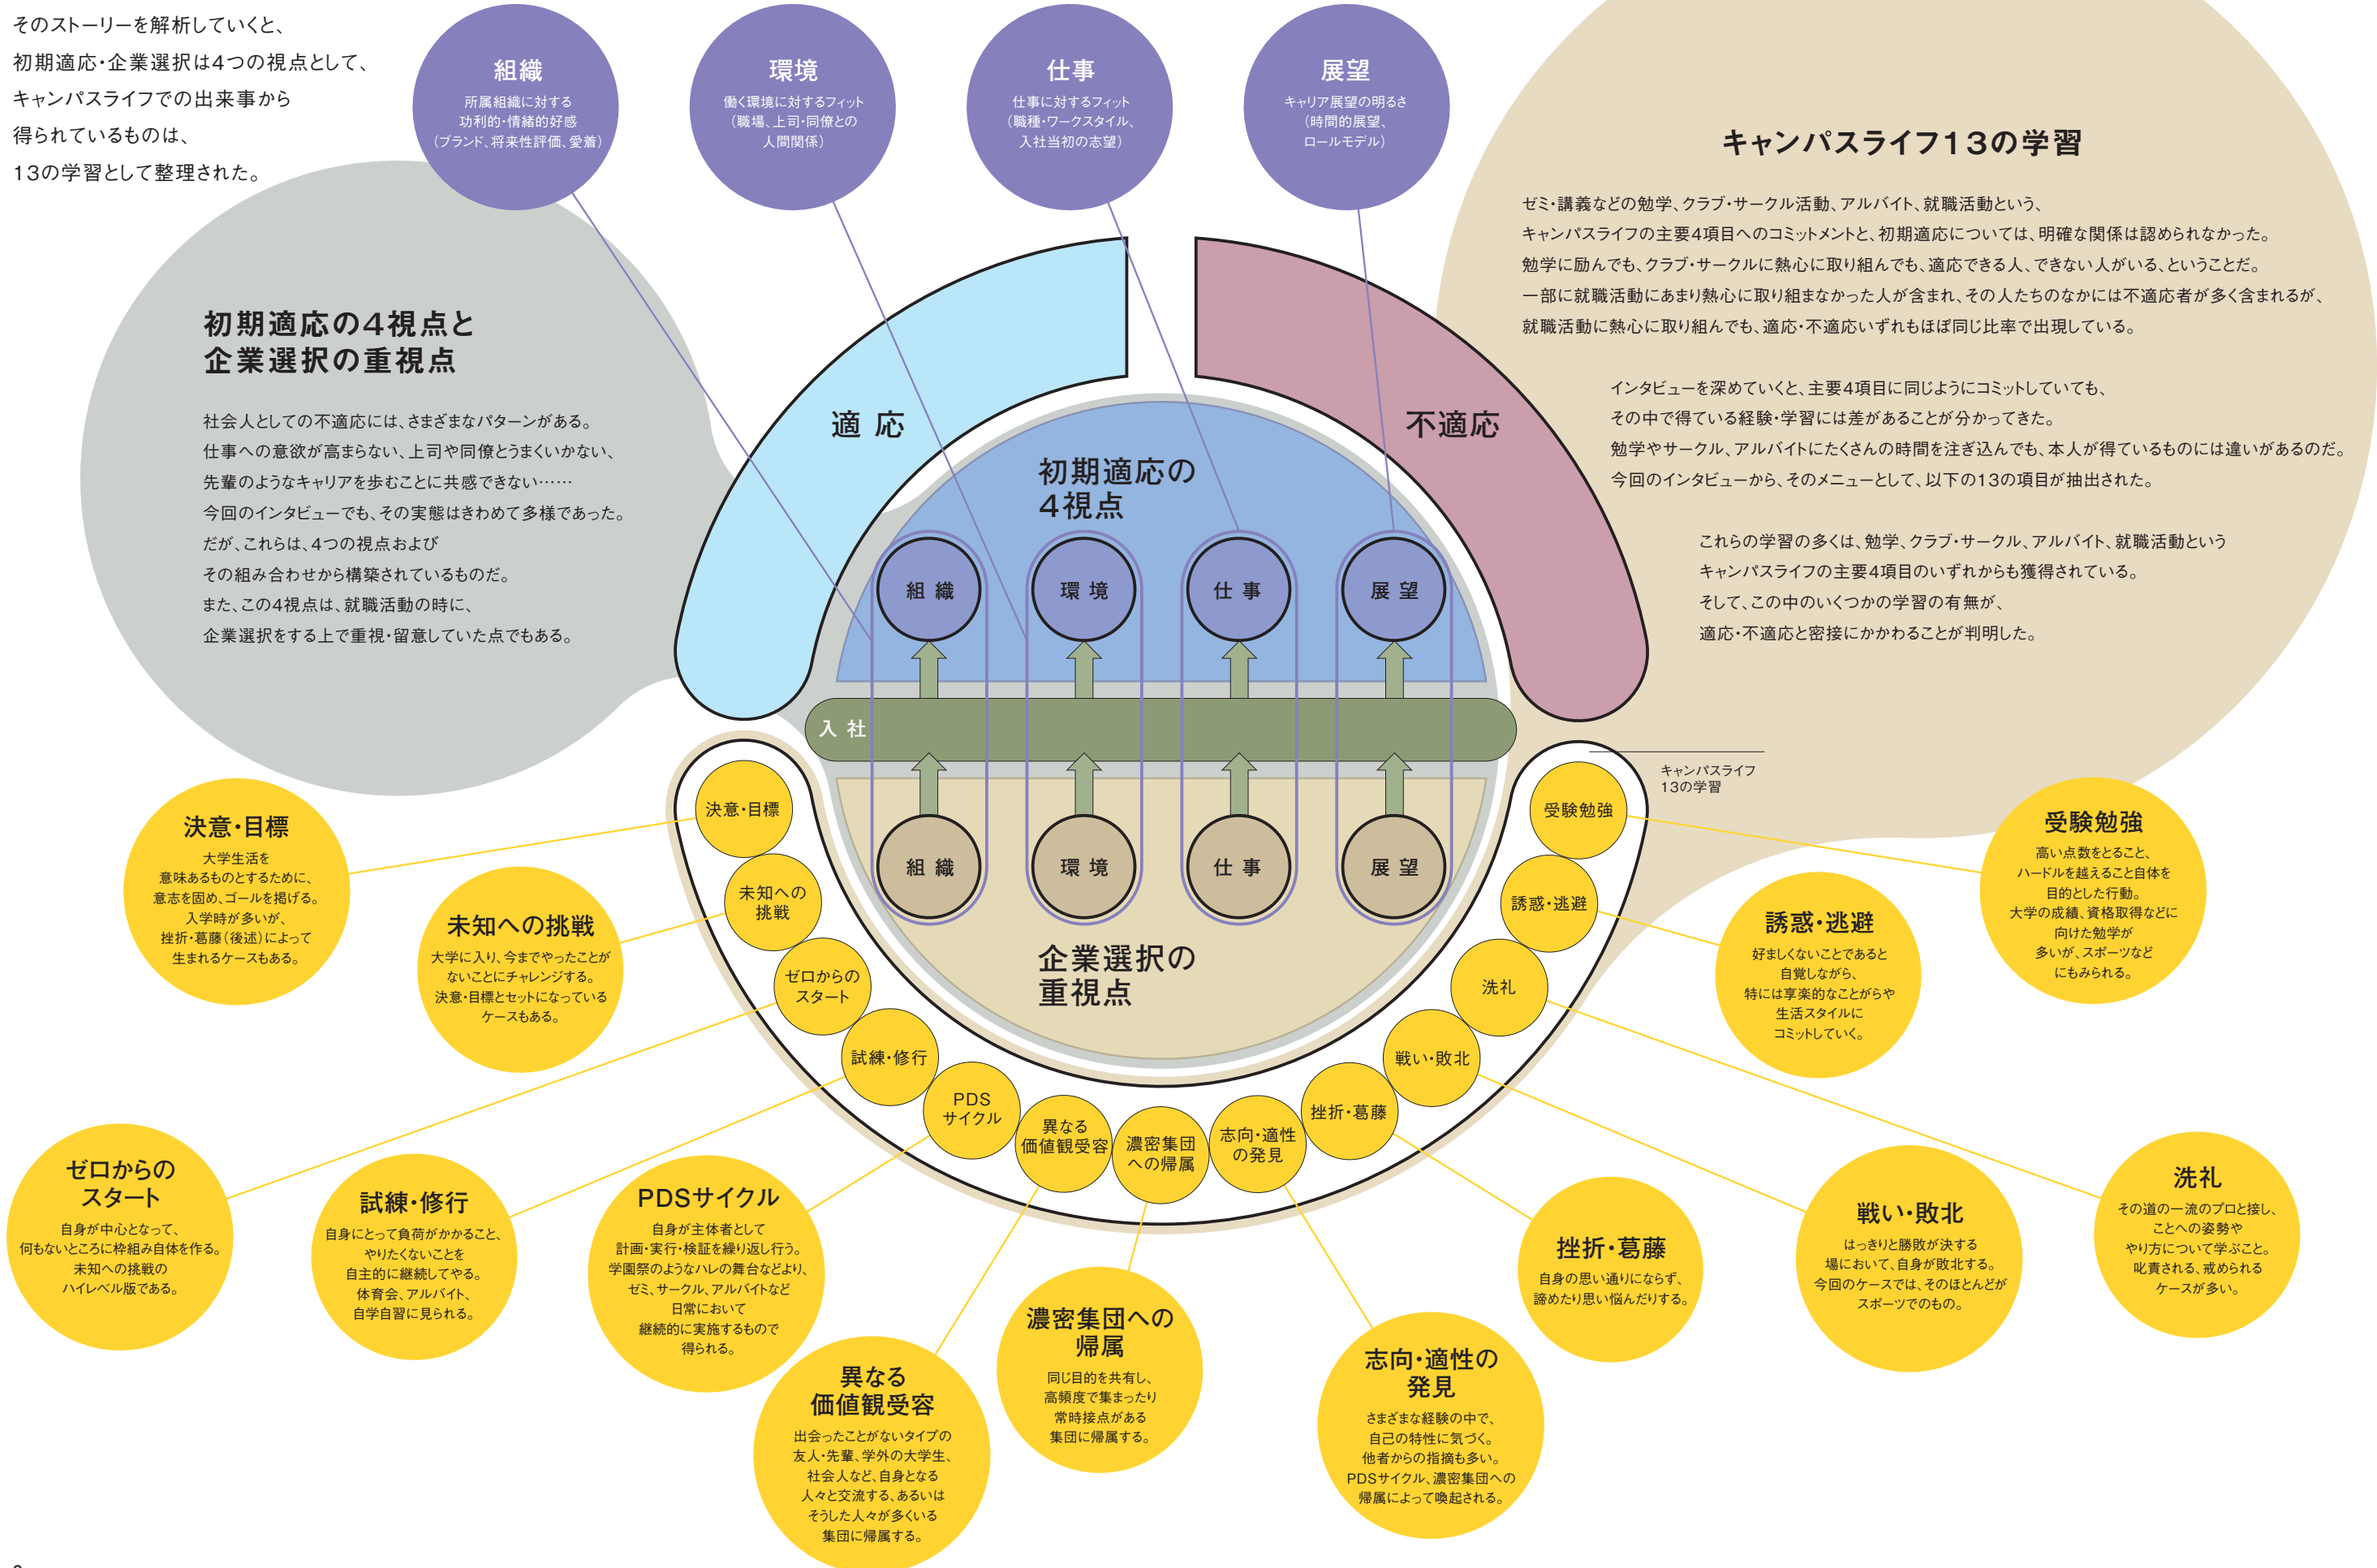 そのストーリーを解析していくと、
初期適応・企業選択は4つの視点として、
キャンパスライフでの出来事から
得られているものは、
13の学習として整理された。
組織
所属組織に対する
功利的・情緒的好感
（ブランド、将来性評価、愛着）
環境
働く環境に対するフィット
（職場、上司・同僚との
人間関係）
仕事
仕事に対するフィット
（職種・ワークスタイル、
入社当初の志望）
展望
キャリア展望の明るさ
（時間的展望、
ロールモデル）
初期適応の4視点と
企業選択の重視点
社会人としての不適応には、さまざまなパターンがある。
仕事への意欲が高まらない、上司や同僚とうまくいかない、
先輩のようなキャリアを歩むことに共感できない……
今回のインタビューでも、その実態はきわめて多様であった。
だが、これらは、4つの視点および
その組み合わせから構築されているものだ。
また、この4視点は、就職活動の時に、
企業選択をする上で重視・留意していた点でもある。
キャンパスライフ13の学習
ゼミ・講義などの勉学、クラブ・サークル活動、アルバイト、就職活動という、
キャンパスライフの主要4項目へのコミットメントと、初期適応については、明確な関係は認められなかった。
勉学に励んでも、クラブ・サークルに熱心に取り組んでも、適応できる人、できない人がいる、ということだ。
一部に就職活動にあまり熱心に取り組まなかった人が含まれ、その人たちのなかには不適応者が多く含まれるが、
就職活動に熱心に取り組んでも、適応・不適応いずれもほぼ同じ比率で出現している。
インタビューを深めていくと、主要4項目に同じようにコミットしていても、
その中で得ている経験・学習には差があることが分かってきた。
勉学やサークル、アルバイトにたくさんの時間を注ぎ込んでも、本人が得ているものには違いがあるのだ。
今回のインタビューから、そのメニューとして、以下の13の項目が抽出された。
これらの学習の多くは、勉学、クラブ・サークル、アルバイト、就職活動という
キャンパスライフの主要4項目のいずれからも獲得されている。
そして、この中のいくつかの学習の有無が、
適応・不適応と密接にかかわることが判明した。
適応
不適応
初期適応の
4視点
組織
環境
仕事
展望
入社
組織
環境
仕事
展望
企業選択の
重視点
キャンパスライフ
13の学習
決意・目標
未知への
挑戦
ゼロからの
スタート
試練・修行
PDS
サイクル
異なる
価値観受容
濃密集団
への帰属
志向・適性
の発見
挫折・葛藤
戦い・敗北
洗礼
誘惑・逃避
受験勉強
決意・目標
大学生活を
意味あるものとするために、
意志を固め、ゴールを掲げる。
入学時が多いが、
挫折・葛藤（後述）によって
生まれるケースもある。
未知への挑戦
大学に入り、今までやったことが
ないことにチャレンジする。
決意・目標とセットになっている
ケースもある。
ゼロからの
スタート
自身が中心となって、
何もないところに枠組み自体を作る。
未知への挑戦の
ハイレベル版である。
試練・修行
自身にとって負荷がかかること、
やりたくないことを
自主的に継続してやる。
体育会、アルバイト、
自学自習に見られる。
PDSサイクル
自身が主体者として
計画・実行・検証を繰り返し行う。
学園祭のようなハレの舞台などより、
ゼミ、サークル、アルバイトなど
日常において
継続的に実施するもので
得られる。
異なる
価値観受容
出会ったことがないタイプの
友人・先輩、学外の大学生、
社会人など、自身となる
人々と交流する、あるいは
そうした人々が多くいる
集団に帰属する。
濃密集団への
帰属
同じ目的を共有し、
高頻度で集まったり
常時接点がある
集団に帰属する。
志向・適性の
発見
さまざまな経験の中で、
自己の特性に気づく。
他者からの指摘も多い。
PDSサイクル、濃密集団への
帰属によって喚起される。
挫折・葛藤
自身の思い通りにならず、
諦めたり思い悩んだりする。
戦い・敗北
はっきりと勝敗が決する
場において、自身が敗北する。
今回のケースでは、そのほとんどが
スポーツでのもの。
洗礼
その道の一流のプロと接し、
ことへの姿勢や
やり方について学ぶこと。
叱責される、戒められる
ケースが多い。
誘惑・逃避
好ましくないことであると
自覚しながら、
特には享楽的なことがらや
生活スタイルに
コミットしていく。
受験勉強
高い点数をとること、
ハードルを越えること自体を
目的とした行動。
大学の成績、資格取得などに
向けた勉学が
多いが、スポーツなど
にもみられる。